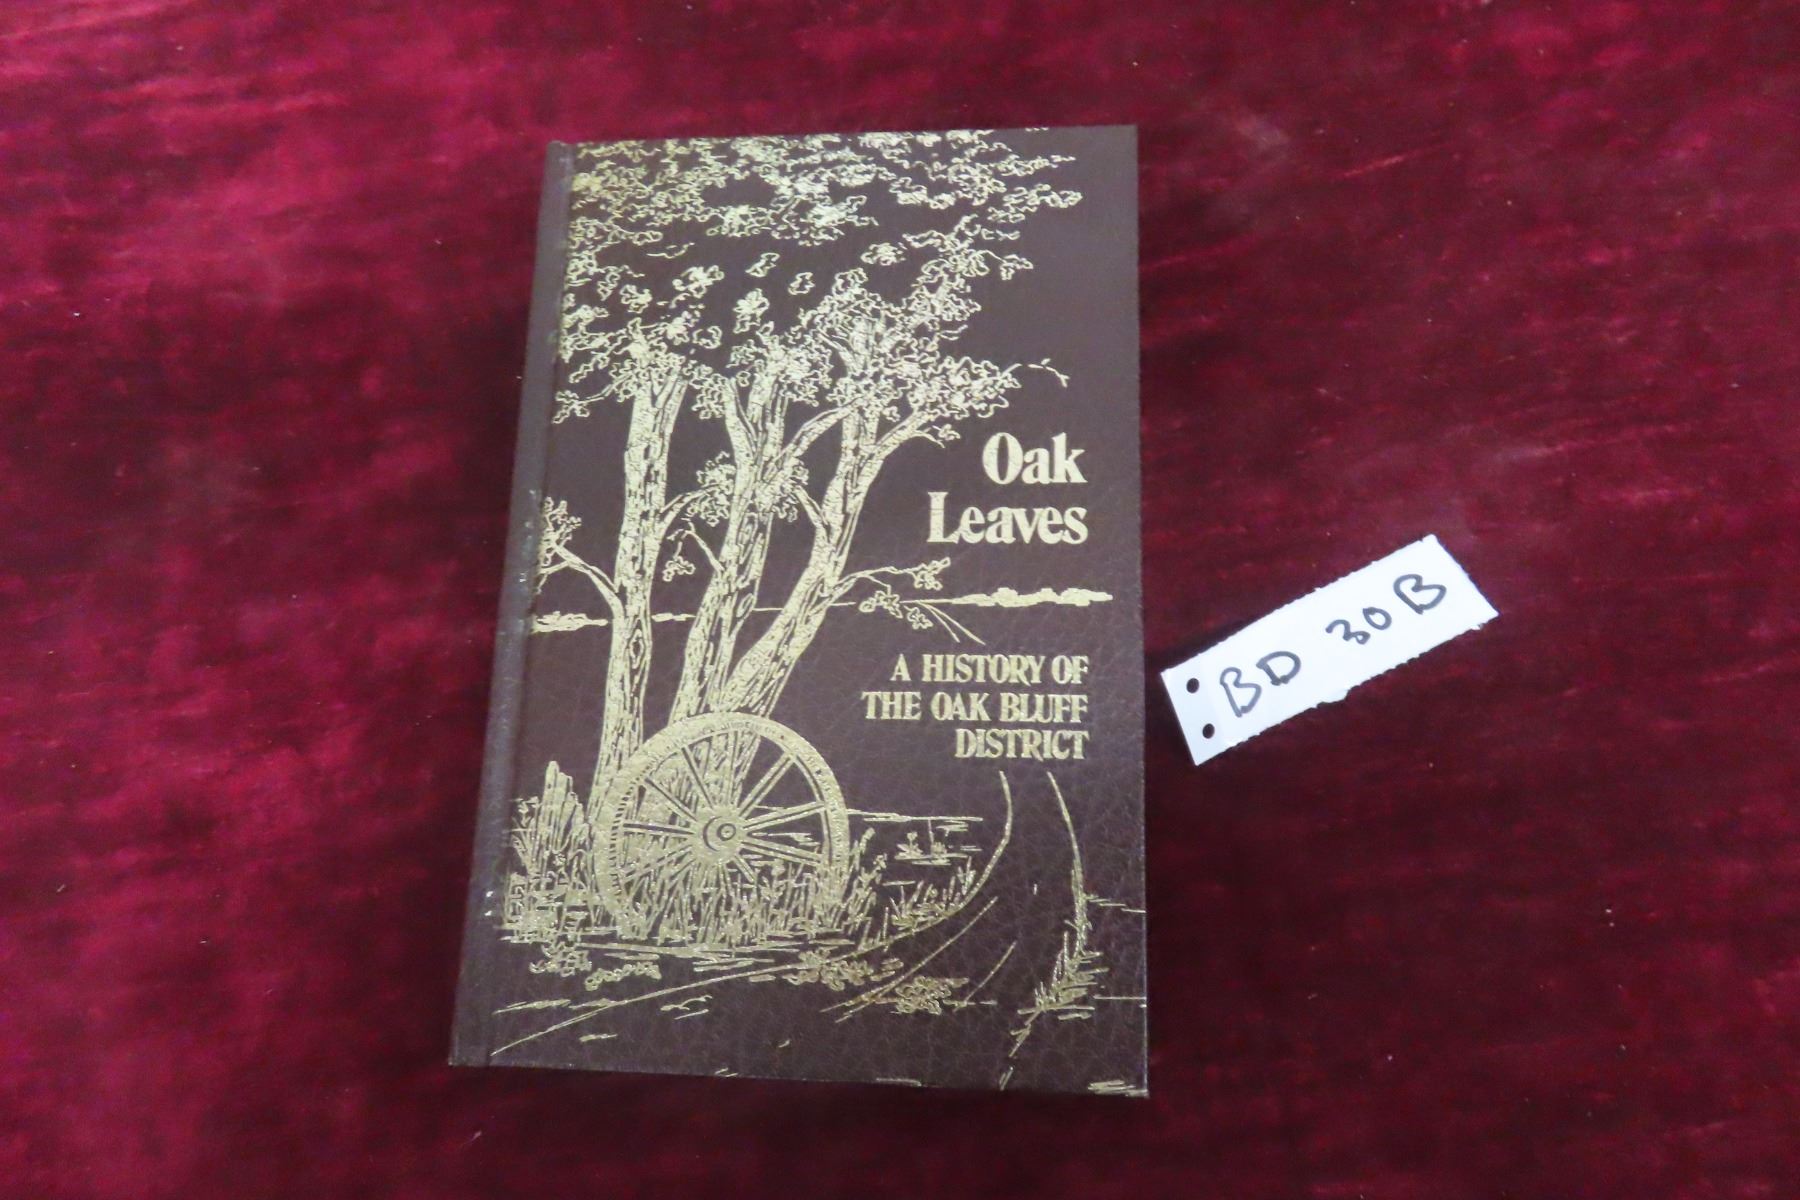 Oak
Leaves
A HISTORY OF
THE OAK BLUFF
DISTRICT
BD 30B